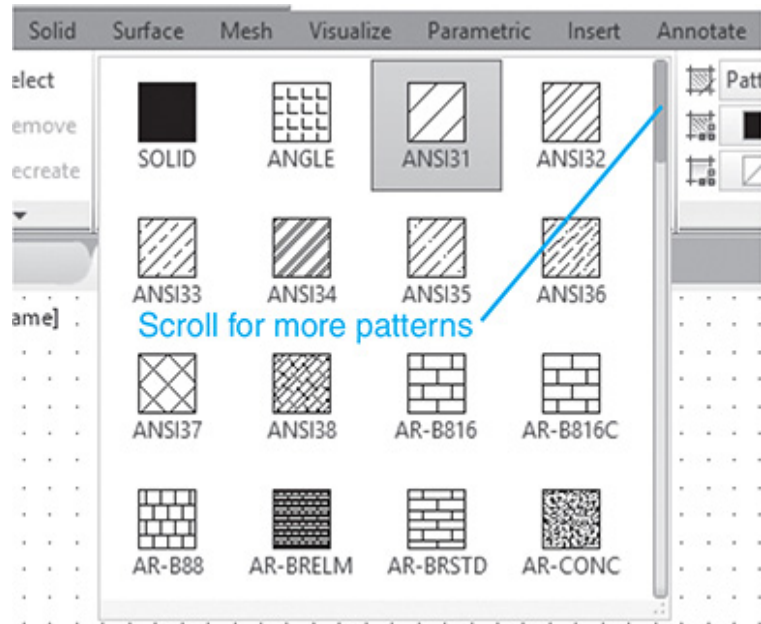 Solid Surface Mesh Visualize Parametric Insert Annotate
elect
Patt
emove
ecreate
SOLID ANGLE ANSI31 ANSI32
ANSI33 ANSI34 ANSI35 ANSI36
ame]
Scroll for more patterns
ANSI37 ANSI38 AR-B816 AR-B816C
AR-B88 AR-BRELM AR-BRSTD AR-CONC